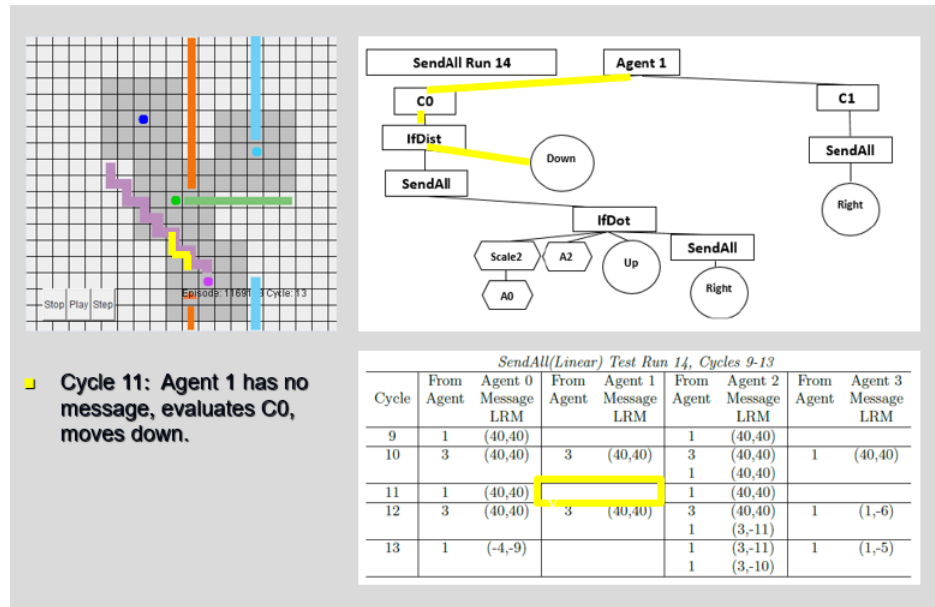 Stop Play Step
Episode: 1169 Cycle: 13
SendAll Run 14
Agent 1
C0
C1
IfDist
Down
SendAll
SendAll
Right
IfDot
Scale2
A2
Up
SendAll
A0
Right
Cycle 11: Agent 1 has no
message, evaluates C0,
moves down.
SendAll(Linear) Test Run 14, Cycles 9-13
From Agent 0 From Agent 1 From Agent 2 From Agent 3
Cycle Agent Message Agent Message Agent Message Agent Message
LRM LRM LRM LRM
9 1 (40,40) 1 (40,40)
10 3 (40,40) 3 (40,40) 3 (40,40) 1 (40,40)
1 (40,40)
11 1 (40,40) 1 (40,40)
12 3 (40,40) 3 (40,40) 3 (40,40) 1 (1,-6)
1 (3,-11)
13 1 (-4,-9) 1 (3,-11) 1 (1,-5)
1 (3,-10)